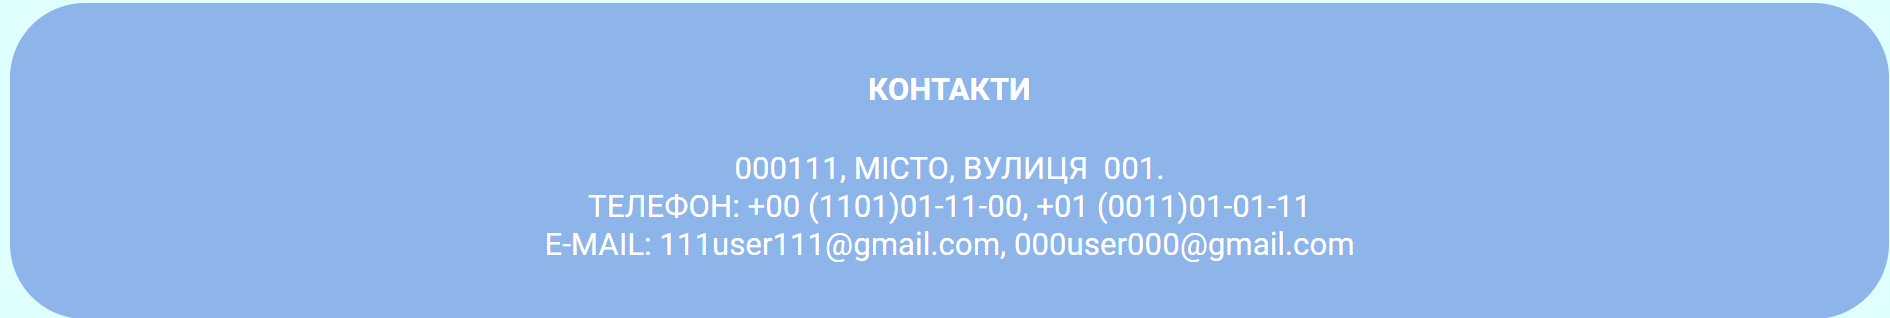 КОНТАКТИ
000111, МІСТО, ВУЛИЦЯ  001.
ТЕЛЕФОН: +00 (1101)01-11-00, +01 (0011)01-01-11
E-MAIL: 111user111@gmail.com, 000user000@gmail.com